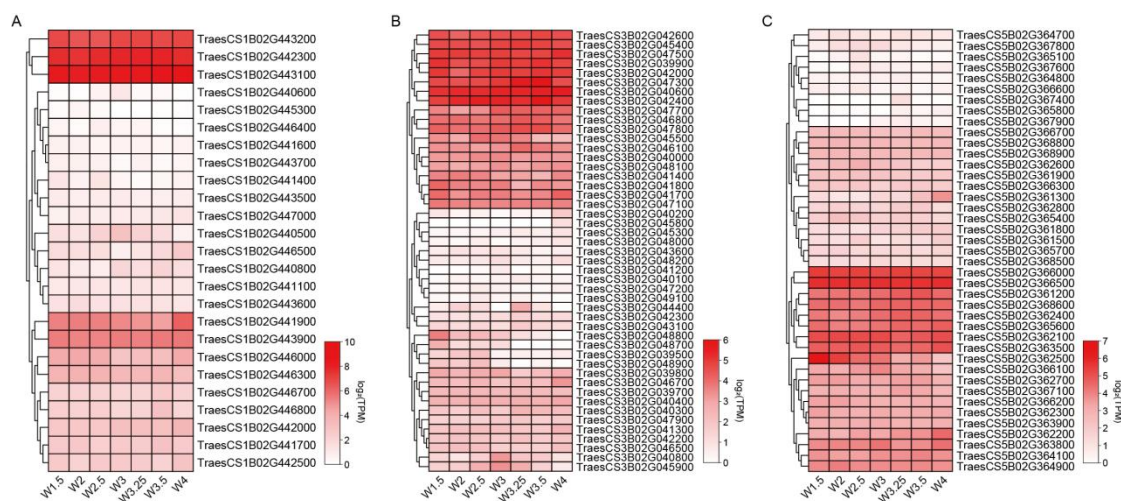 A
TraesCS1B02G443200
TraesCS1B02G442300
TraesCS1B02G443100
TraesCS1B02G440600
TraesCS1B02G445300
TraesCS1B02G446400
TraesCS1B02G441600
TraesCS1B02G443700
TraesCS1B02G441400
TraesCS1B02G443500
TraesCS1B02G447000
TraesCS1B02G440500
TraesCS1B02G446500
TraesCS1B02G440800
TraesCS1B02G441100
TraesCS1B02G443600
TraesCS1B02G441900
TraesCS1B02G443900
TraesCS1B02G446000
TraesCS1B02G446300
TraesCS1B02G446700
TraesCS1B02G446800
TraesCS1B02G442000
TraesCS1B02G441700
TraesCS1B02G442500
W1.5 W2 W2.5 W3 W3.25 W3.5 W4
10
8
6
4
2
0
log₂(TPM)
B
TraesCS3B02G042600
TraesCS3B02G045400
TraesCS3B02G047500
TraesCS3B02G039900
TraesCS3B02G042000
TraesCS3B02G047300
TraesCS3B02G040600
TraesCS3B02G042400
TraesCS3B02G047700
TraesCS3B02G046800
TraesCS3B02G047800
TraesCS3B02G045500
TraesCS3B02G046100
TraesCS3B02G040000
TraesCS3B02G048100
TraesCS3B02G041400
TraesCS3B02G041800
TraesCS3B02G041700
TraesCS3B02G047100
TraesCS3B02G040200
TraesCS3B02G045800
TraesCS3B02G045300
TraesCS3B02G048000
TraesCS3B02G043600
TraesCS3B02G048200
TraesCS3B02G041200
TraesCS3B02G040100
TraesCS3B02G047200
TraesCS3B02G049100
TraesCS3B02G044400
TraesCS3B02G042300
TraesCS3B02G043100
TraesCS3B02G048800
TraesCS3B02G048700
TraesCS3B02G039500
TraesCS3B02G048900
TraesCS3B02G039800
TraesCS3B02G046700
TraesCS3B02G039700
TraesCS3B02G040400
TraesCS3B02G040300
TraesCS3B02G047900
TraesCS3B02G041300
TraesCS3B02G042200
TraesCS3B02G046500
TraesCS3B02G040800
TraesCS3B02G045900
W1.5 W2 W2.5 W3 W3.25 W3.5 W4
6
5
4
3
2
1
0
log₂(TPM)
C
TraesCS5B02G364700
TraesCS5B02G367800
TraesCS5B02G365100
TraesCS5B02G367600
TraesCS5B02G364800
TraesCS5B02G366600
TraesCS5B02G367400
TraesCS5B02G365800
TraesCS5B02G367900
TraesCS5B02G366700
TraesCS5B02G368800
TraesCS5B02G368900
TraesCS5B02G362600
TraesCS5B02G361900
TraesCS5B02G366300
TraesCS5B02G361300
TraesCS5B02G362800
TraesCS5B02G365400
TraesCS5B02G361800
TraesCS5B02G361500
TraesCS5B02G365700
TraesCS5B02G368500
TraesCS5B02G366000
TraesCS5B02G366500
TraesCS5B02G361200
TraesCS5B02G368600
TraesCS5B02G362400
TraesCS5B02G365600
TraesCS5B02G362100
TraesCS5B02G363500
TraesCS5B02G362500
TraesCS5B02G366100
TraesCS5B02G362700
TraesCS5B02G367100
TraesCS5B02G366200
TraesCS5B02G362300
TraesCS5B02G363900
TraesCS5B02G362200
TraesCS5B02G363800
TraesCS5B02G364100
TraesCS5B02G364900
W1.5 W2 W2.5 W3 W3.25 W3.5 W4
7
6
5
4
3
2
1
0
log₂(TPM)